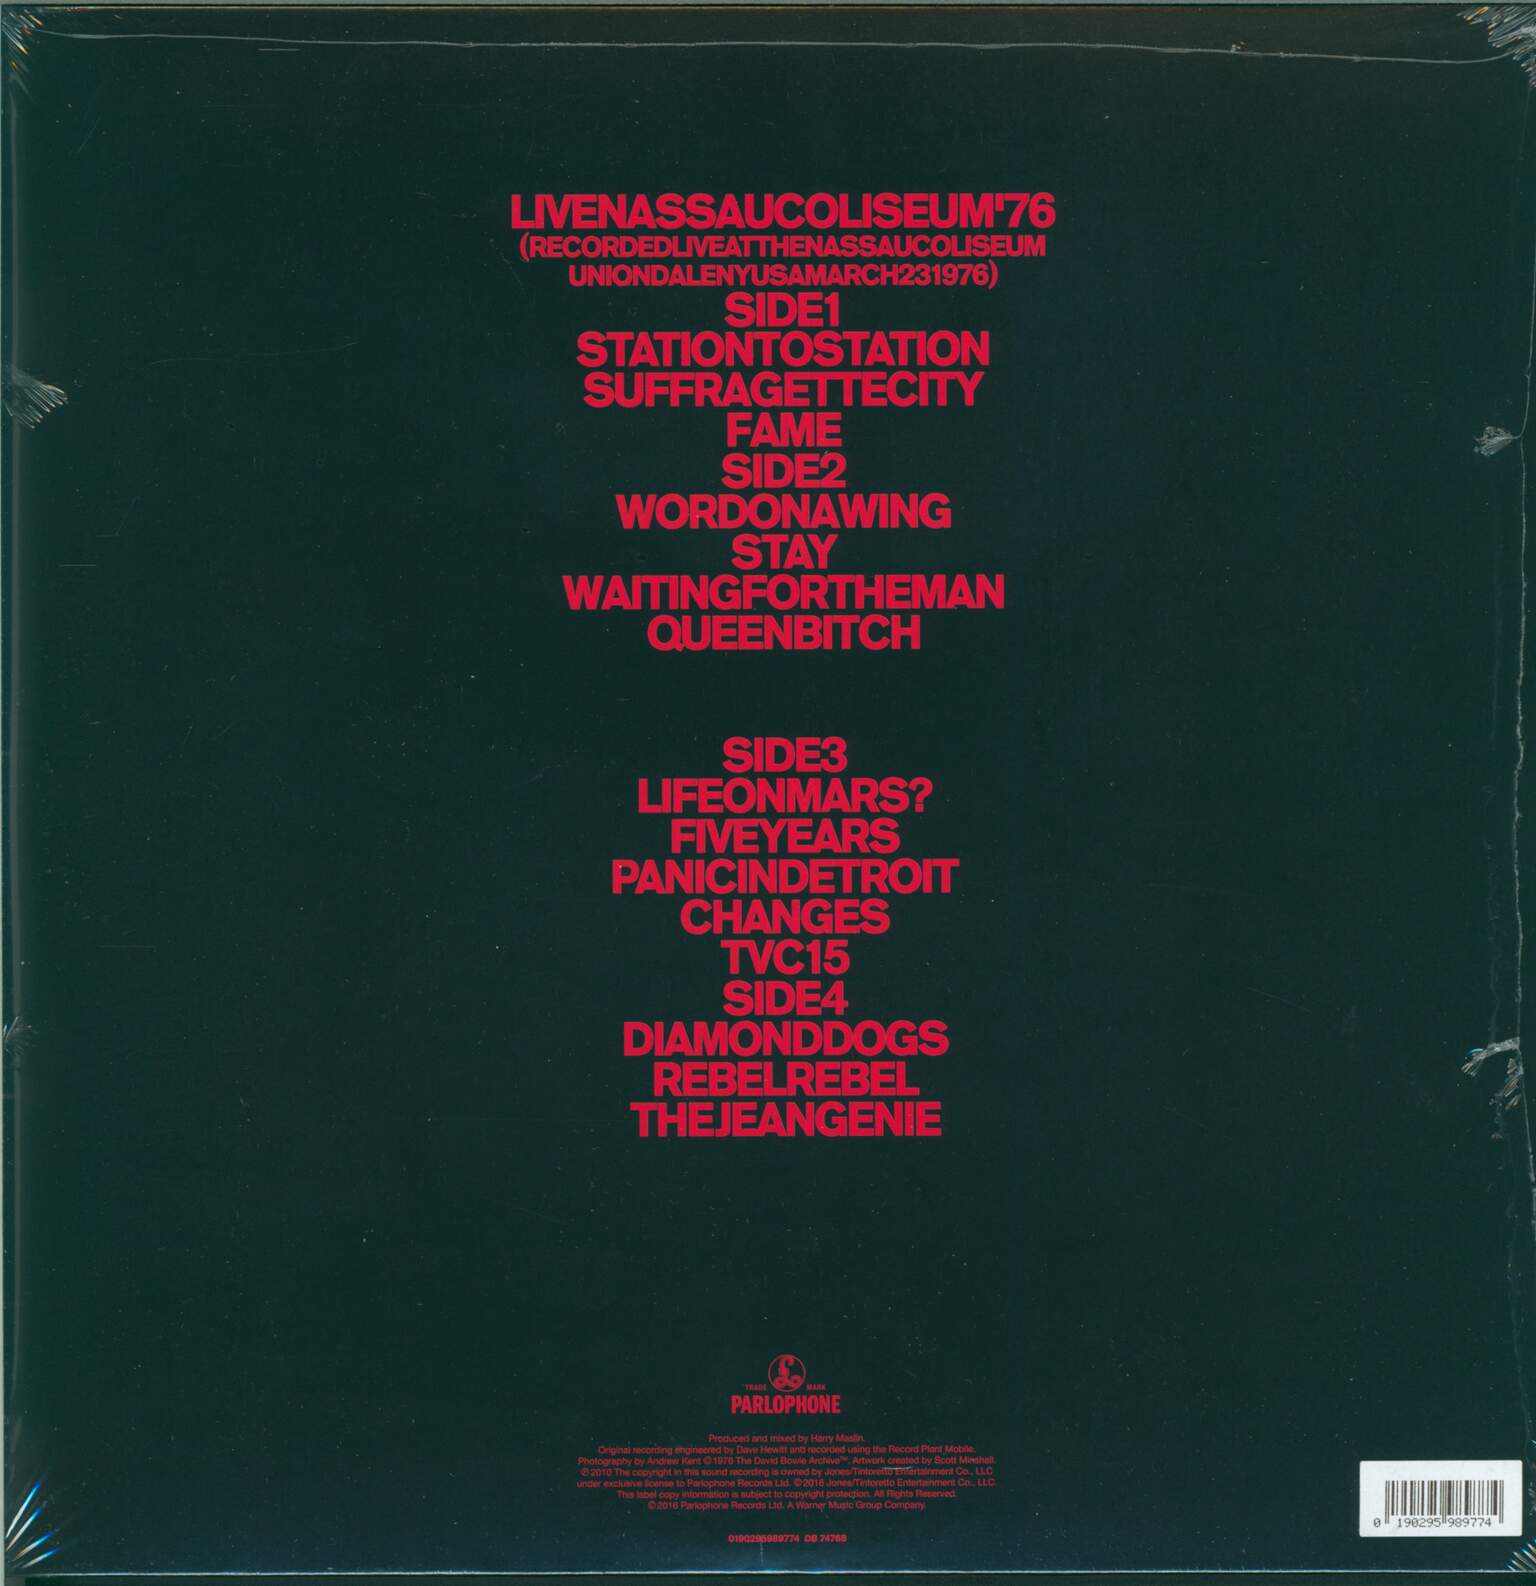 LIVENASSAUCOLISEUM'76
(RECORDEDLIVEATTHENASSAUCOLISEUM
UNIONDALENYUSAMARCH231976)
SIDE1
STATIONTOSTATION
SUFFRAGETTECITY
FAME
SIDE2
WORDONAWING
STAY
WAITINGFORTHEMAN
QUEENBITCH
SIDE3
LIFEONMARS?
FIVEYEARS
PANICINDETROIT
CHANGES
TVC15
SIDE4
DIAMONDDOGS
REBELREBEL
THEJEANGENIE
TRADE MARK
PARLOPHONE
Produced and mixed by Harry Maslin.
Original recording engineered by Dave Hewitt and recorded using the Record Plant Mobile.
Photography by Andrew Kent © 1976 The David Bowie Archive™. Artwork created by Scott Minshall.
℗ 2010 The copyright in this sound recording is owned by Jones/Tintoretto Entertainment Co., LLC
under exclusive license to Parlophone Records Ltd. © 2016 Jones/Tintoretto Entertainment Co., LLC.
This label copy information is subject to copyright protection. All Rights Reserved.
© 2016 Parlophone Records Ltd. A Warner Music Group Company.
0190295989774 DB 74768
0 190295 989774